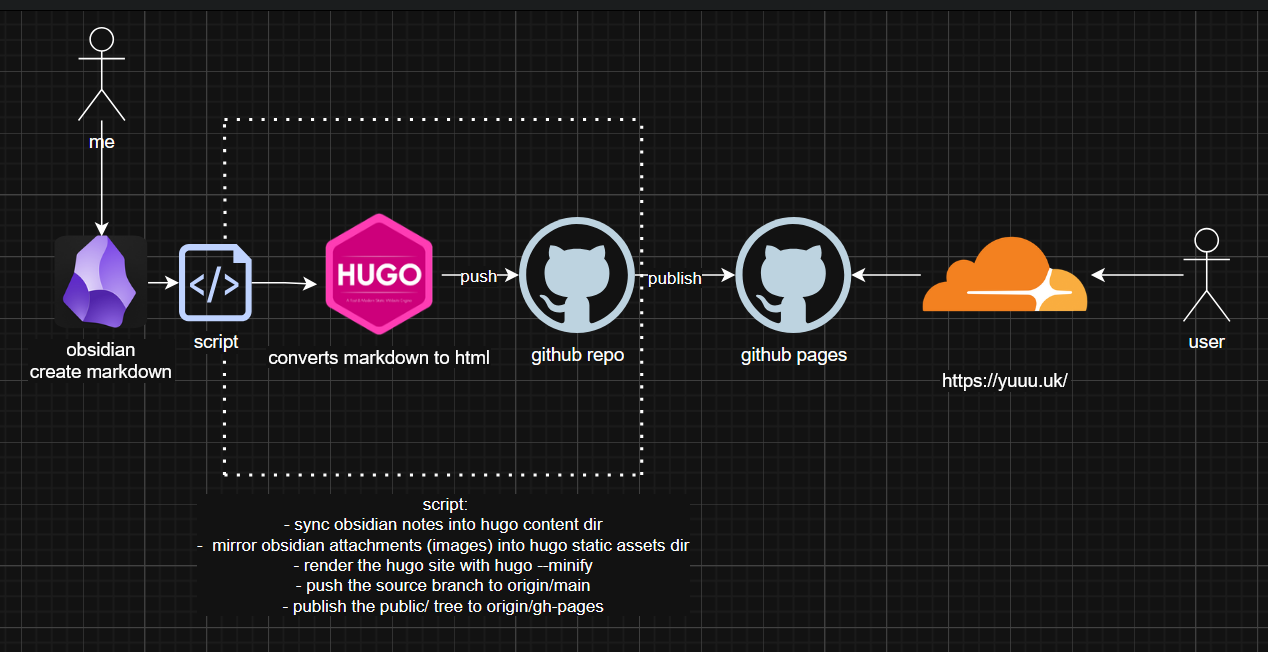 me
HUGO
push
publish
script
obsidian
create markdown
converts markdown to html
github repo
github pages
https://yuuu.uk/
user
script:
- sync obsidian notes into hugo content dir
- mirror obsidian attachments (images) into hugo static assets dir
- render the hugo site with hugo --minify
- push the source branch to origin/main
- publish the public/ tree to origin/gh-pages